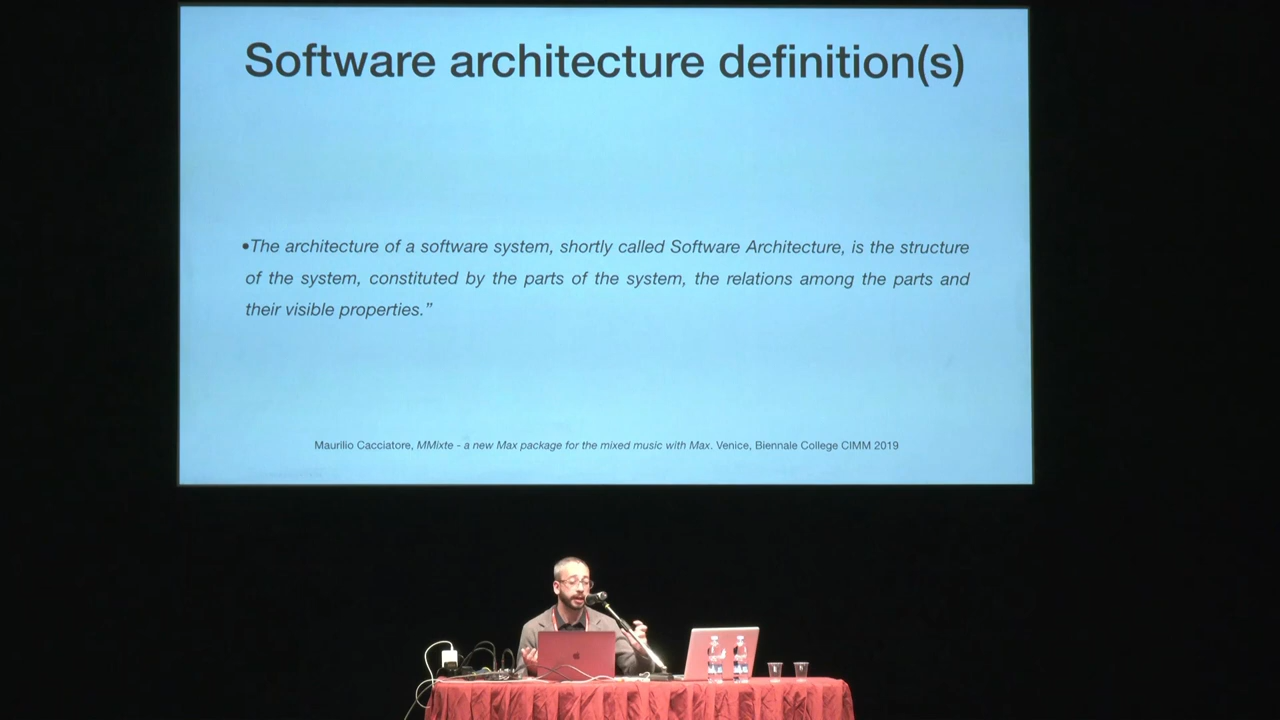 Software architecture definition(s)
•The architecture of a software system, shortly called Software Architecture, is the structure
of the system, constituted by the parts of the system, the relations among the parts and
their visible properties.”
Maurilio Cacciatore, MMixte - a new Max package for the mixed music with Max. Venice, Biennale College CIMM 2019